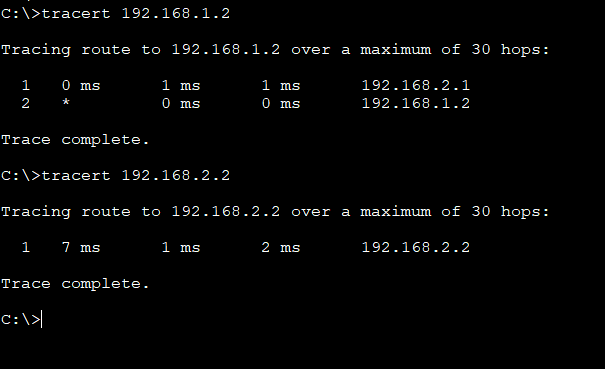 C:\>tracert 192.168.1.2
Tracing route to 192.168.1.2 over a maximum of 30 hops:
1 0 ms 1 ms 1 ms 192.168.2.1
2 * 0 ms 0 ms 192.168.1.2
Trace complete.
C:\>tracert 192.168.2.2
Tracing route to 192.168.2.2 over a maximum of 30 hops:
1 7 ms 1 ms 2 ms 192.168.2.2
Trace complete.
C:\>